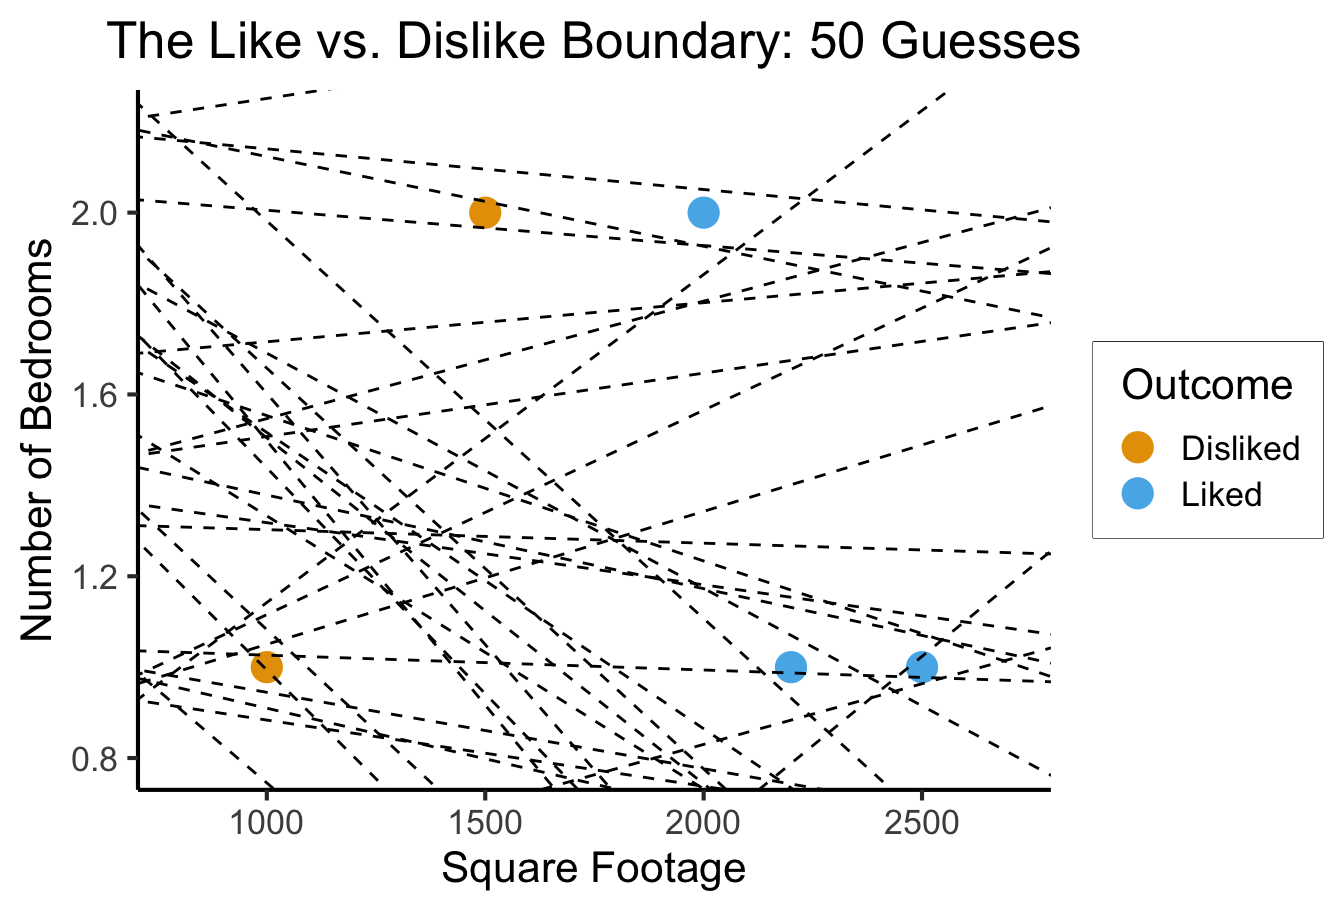 The Like vs. Dislike Boundary: 50 Guesses
Number of Bedrooms
2.0
1.6
1.2
0.8
1000 1500 2000 2500
Square Footage
Outcome
Disliked
Liked